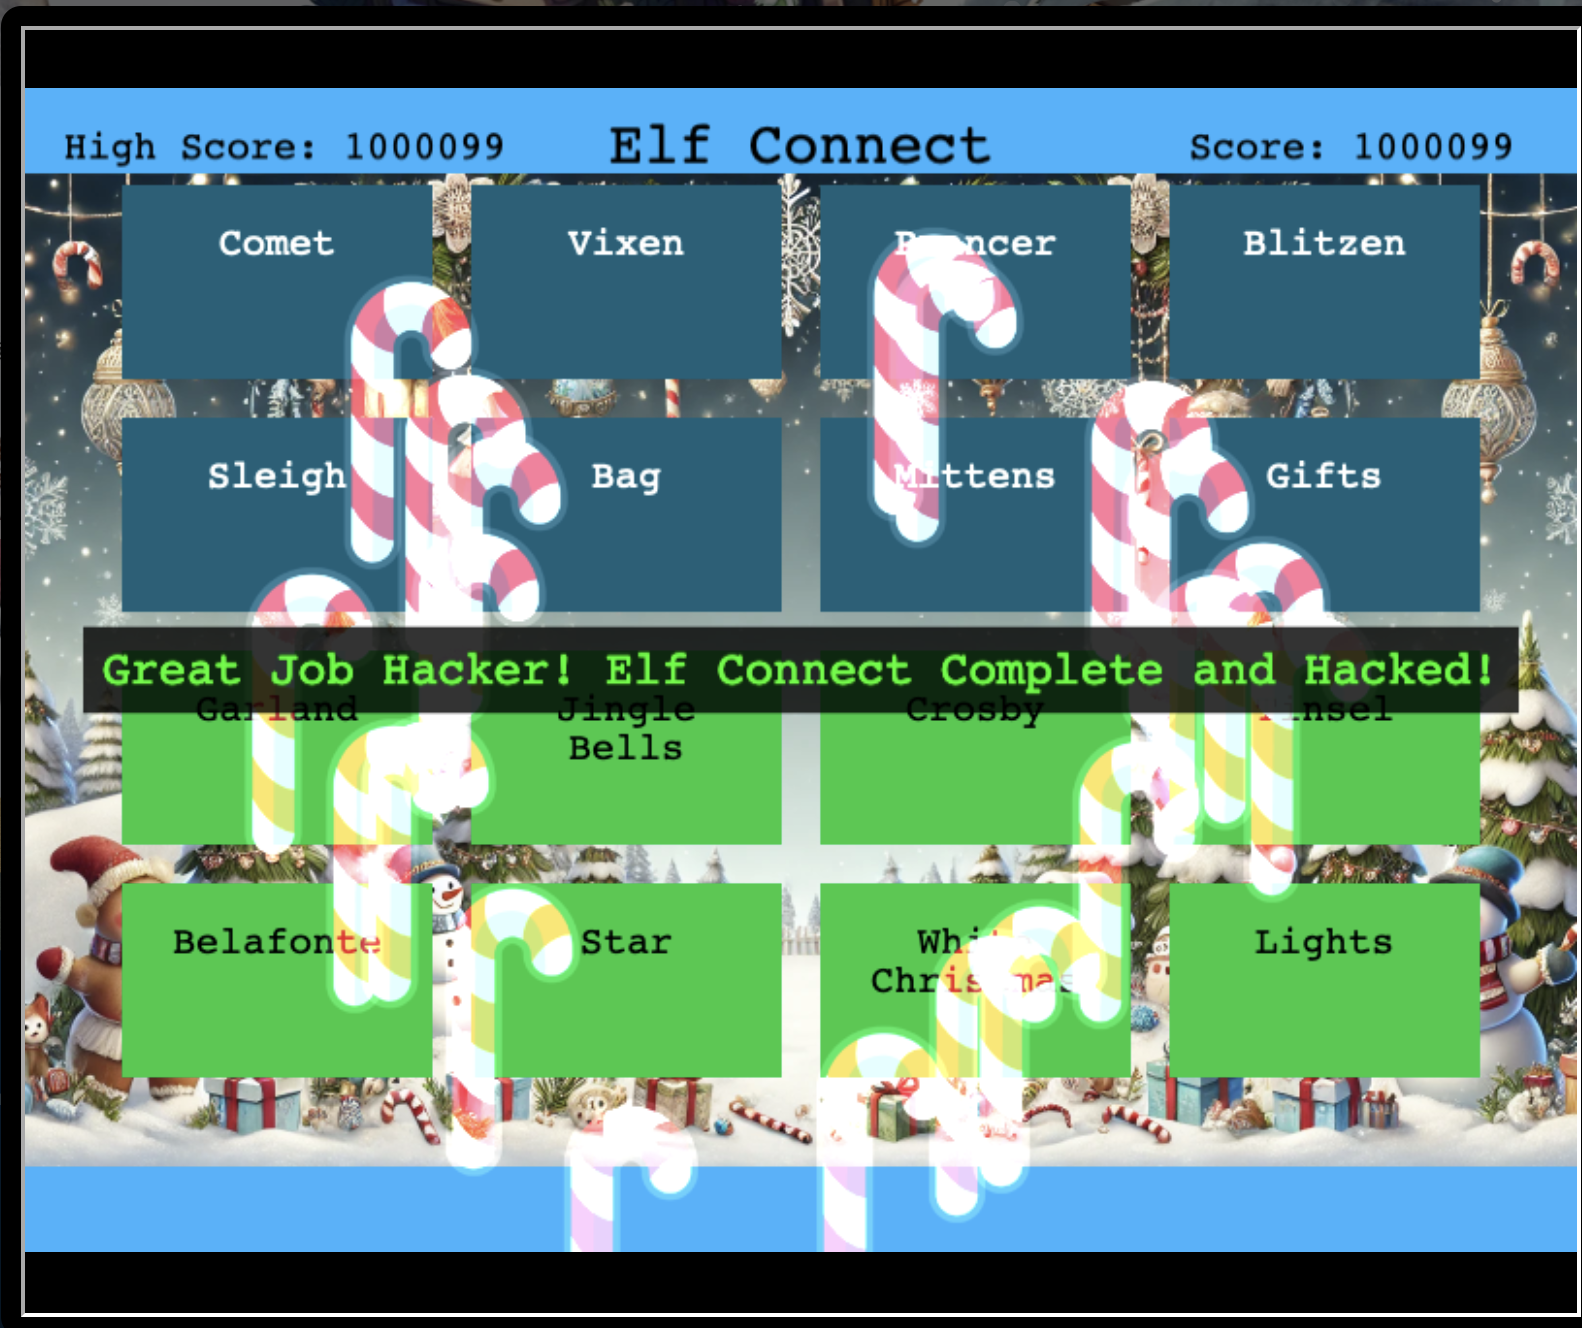 High Score: 1000099 Elf Connect Score: 1000099
Comet Vixen Prancer Blitzen
Sleigh Bag Mittens Gifts
Great Job Hacker! Elf Connect Complete and Hacked!
Garland Jingle Crosby Tinsel
Bells
Belafonte Star White Lights
Christmas